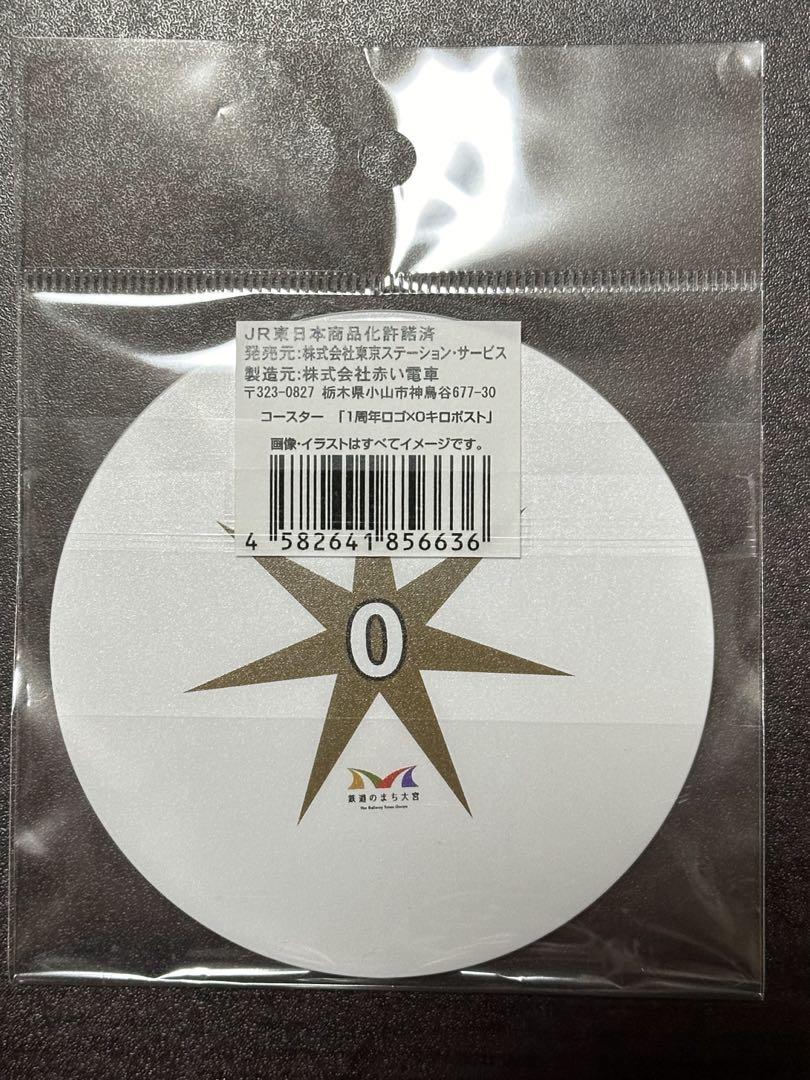 JR東日本商品化許諾済
発売元:株式会社東京ステーション・サービス
製造元:株式会社赤い電車
〒323-0827 栃木県小山市神鳥谷677-30
コースター 「1周年ロゴ×0キロポスト」
画像・イラストはすべてイメージです。
4 582641 856636
0
鉄道のまち大宮
The Railway Town Omiya